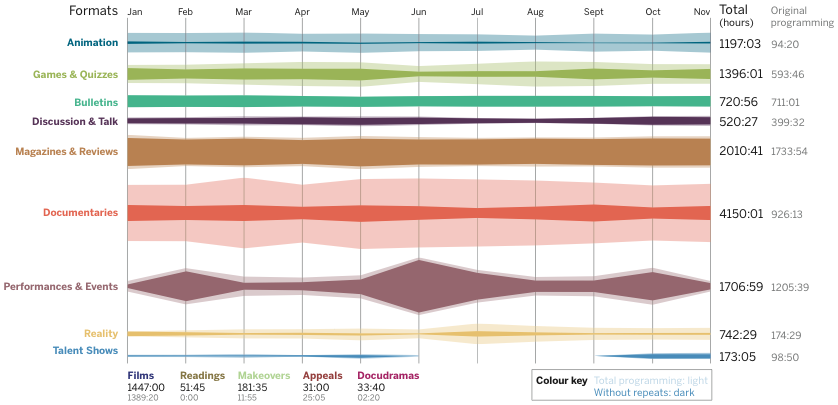 Formats Jan Feb Mar Apr May Jun Jul Aug Sept Oct Nov Total (hours) Original programming
Animation 1197:03 94:20
Games & Quizzes 1396:01 593:46
Bulletins 720:56 711:01
Discussion & Talk 520:27 399:32
Magazines & Reviews 2010:41 1733:54
Documentaries 4150:01 926:13
Performances & Events 1706:59 1205:39
Reality 742:29 174:29
Talent Shows 173:05 98:50
Films Readings Makeovers Appeals Docudramas
1447:00 51:45 181:35 31:00 33:40
1389:20 0:00 11:55 25:05 02:20
Colour key Total programming: light
Without repeats: dark